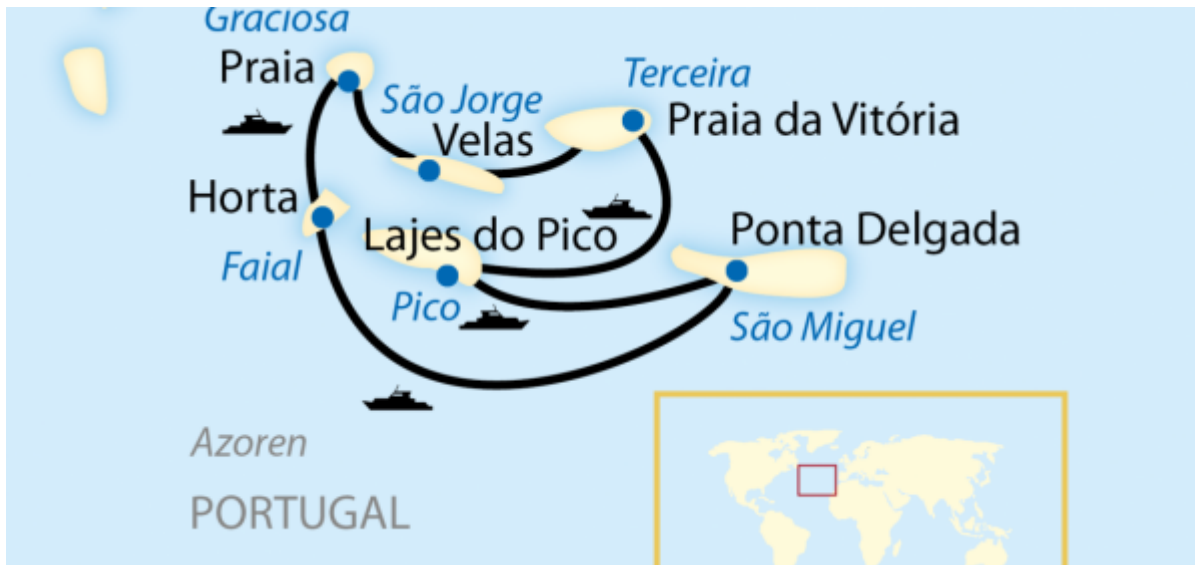 Graciosa
Praia
São Jorge
Terceira
Velas
Praia da Vitória
Horta
Lajes do Pico
Ponta Delgada
Faial
Pico
São Miguel
Azoren
PORTUGAL